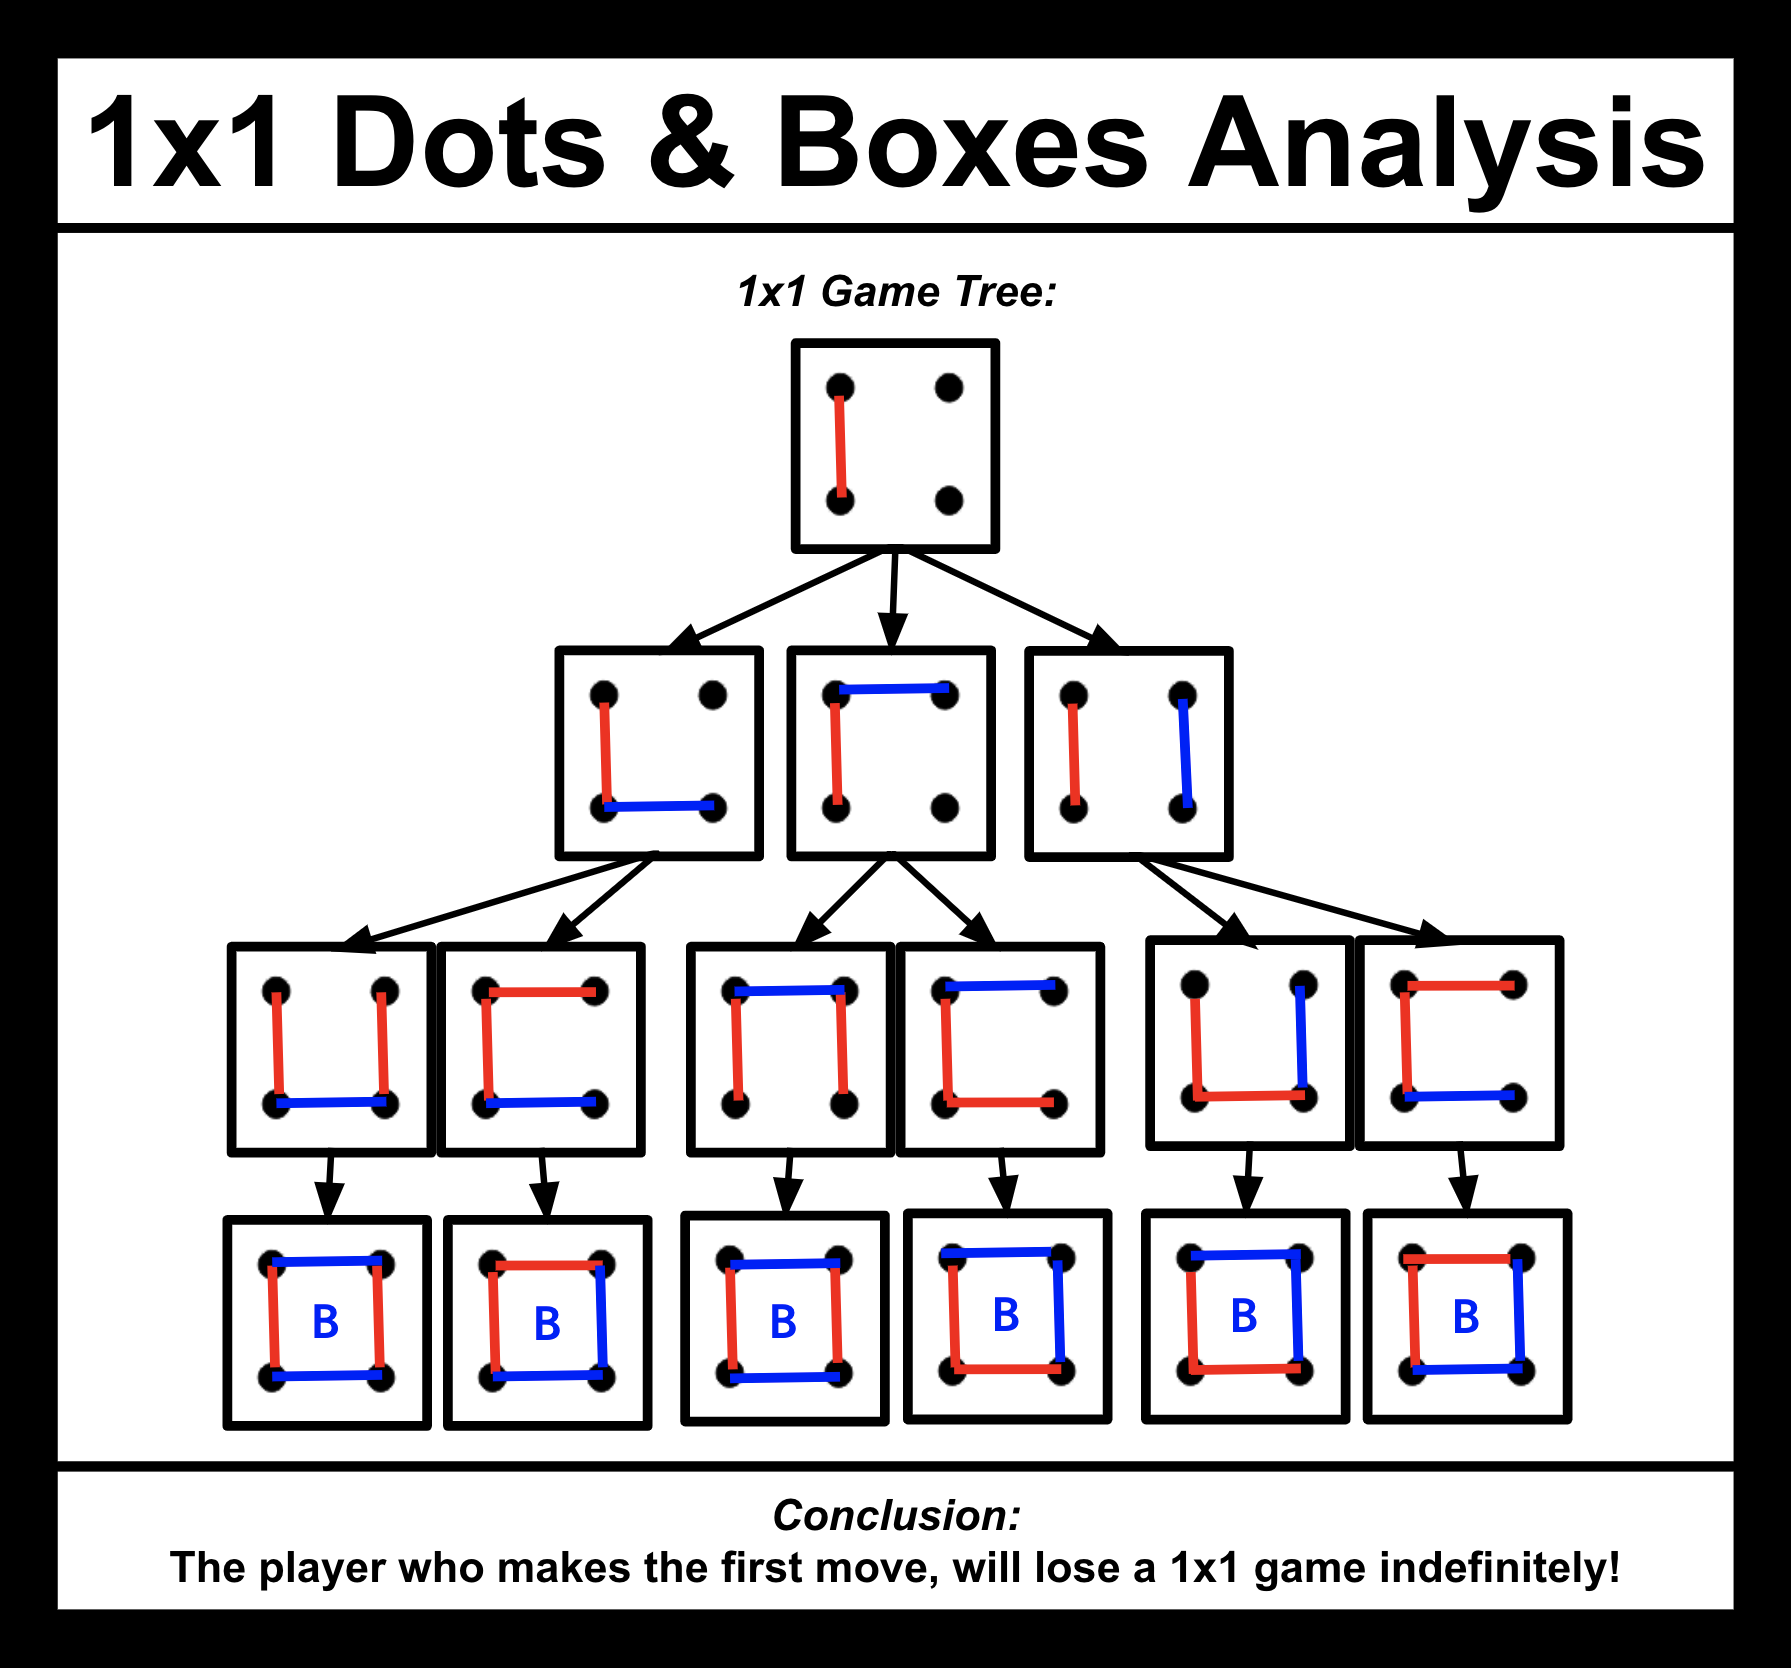 1x1 Dots & Boxes Analysis
1x1 Game Tree:
B
B
B
B
B
B
Conclusion:
The player who makes the first move, will lose a 1x1 game indefinitely!